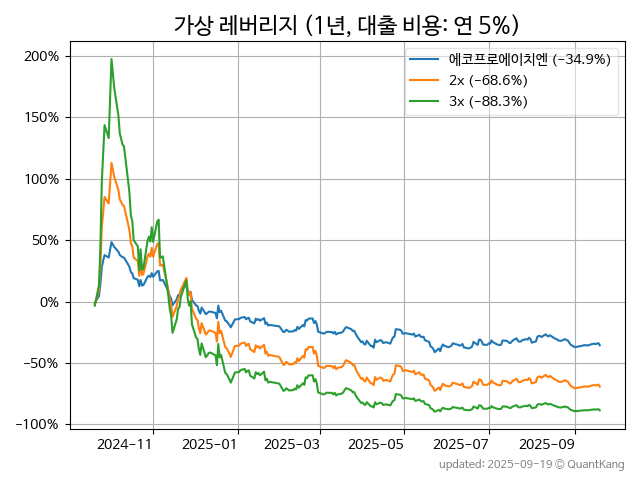 가상 레버리지 (1년, 대출 비용: 연 5%)
200%
150%
100%
50%
0%
−50%
−100%
에코프로에이치엔 (−34.9%)
2x (−68.6%)
3x (−88.3%)
2024-11
2025-01
2025-03
2025-05
2025-07
2025-09
updated: 2025-09-19 © QuantKang